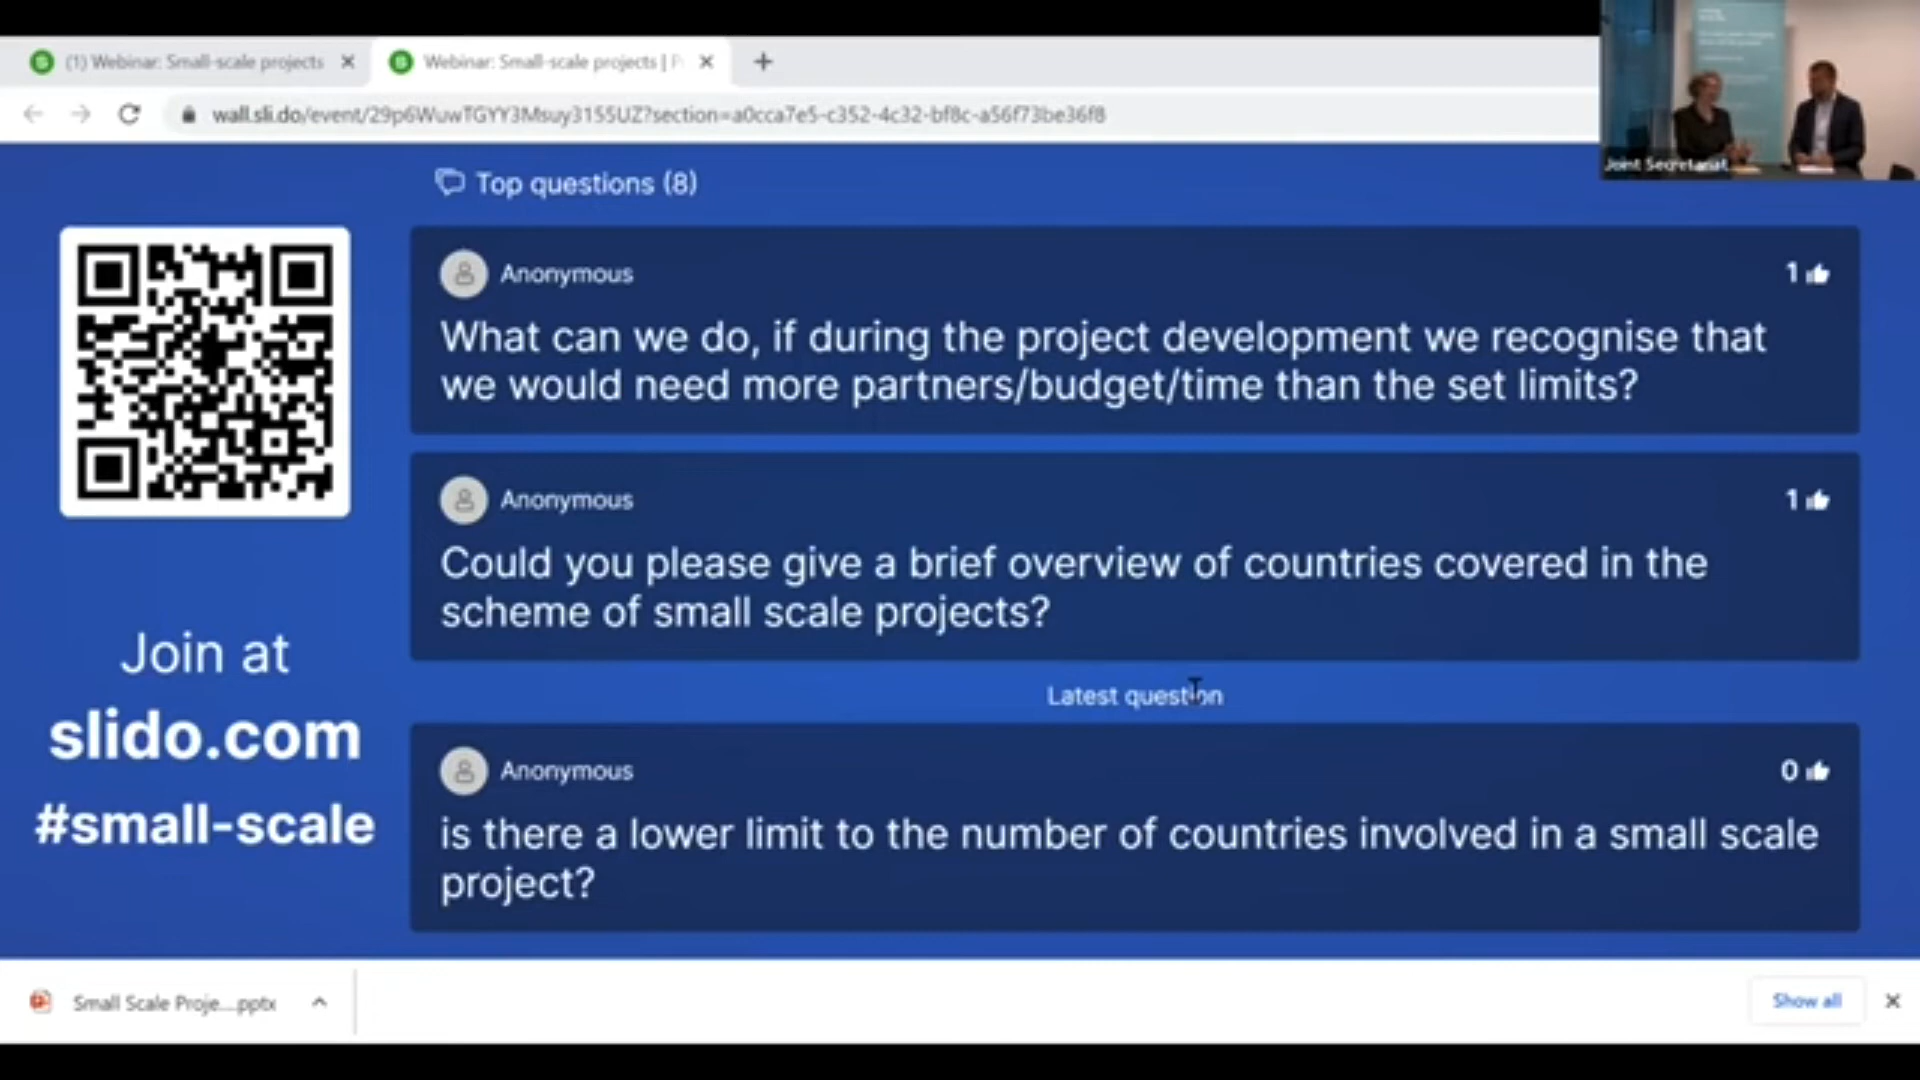 (1) Webinar: Small-scale projects
Webinar: Small-scale projects |
wall.sli.do/event/29p6WuwTGYY3Msuy3155UZ?section=a0cca7e5-c352-4c32-bf8c-a56f73be36f8
Joint Secretariat
Top questions (8)
Anonymous
1
What can we do, if during the project development we recognise that
we would need more partners/budget/time than the set limits?
Anonymous
1
Could you please give a brief overview of countries covered in the
scheme of small scale projects?
Latest question
Anonymous
0
is there a lower limit to the number of countries involved in a small scale
project?
Join at
slido.com
#small-scale
Small Scale Proje....pptx
Show all